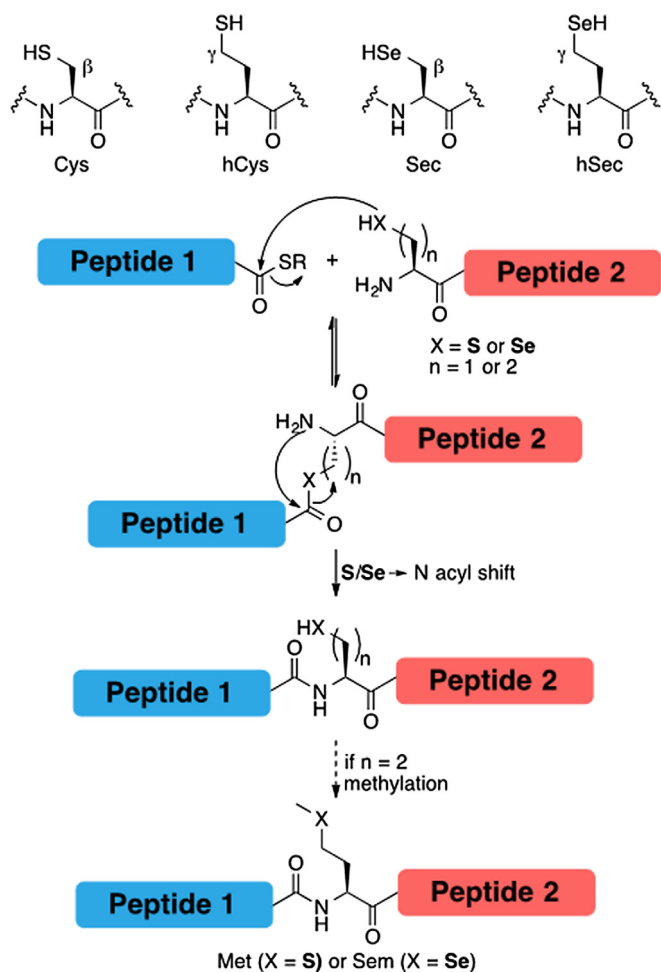 SH
SeH
HS
β
γ
HSe
β
γ
N
H
O
N
H
O
N
H
O
N
H
O
Cys
hCys
Sec
hSec
HX
n
Peptide 1
SR
O
+
H₂N
O
Peptide 2
X = S or Se
n = 1 or 2
O
H₂N
Peptide 2
n
X
Peptide 1
O
S/Se → N acyl shift
HX
n
O
Peptide 1
N
H
O
Peptide 2
if n = 2
methylation
X
O
Peptide 1
N
H
O
Peptide 2
Met (X = S) or Sem (X = Se)